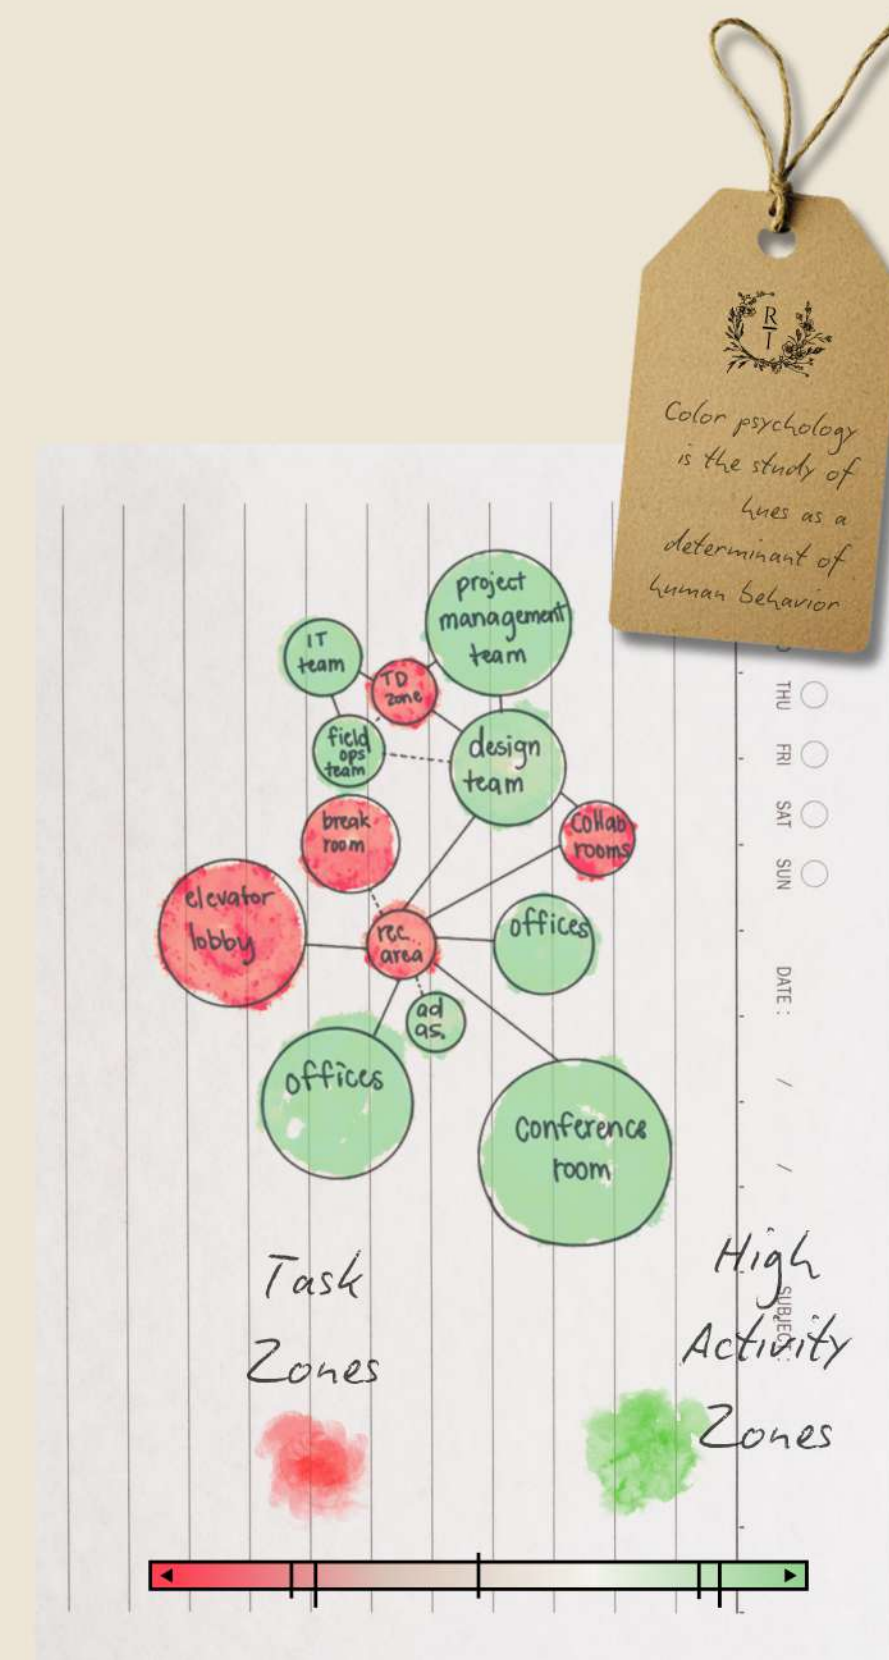 R
I
Color psychology
is the study of
hues as a
determinant of
human behavior
project
management
team
IT
team
TD
zone
field
ops
team
design
team
break
room
collab
rooms
elevator
lobby
rec.
area
offices
ad
as.
offices
conference
room
THU
FRI
SAT
SUN
DATE :
/
/
SUBJECT :
Task
Zones
High
Activity
Zones